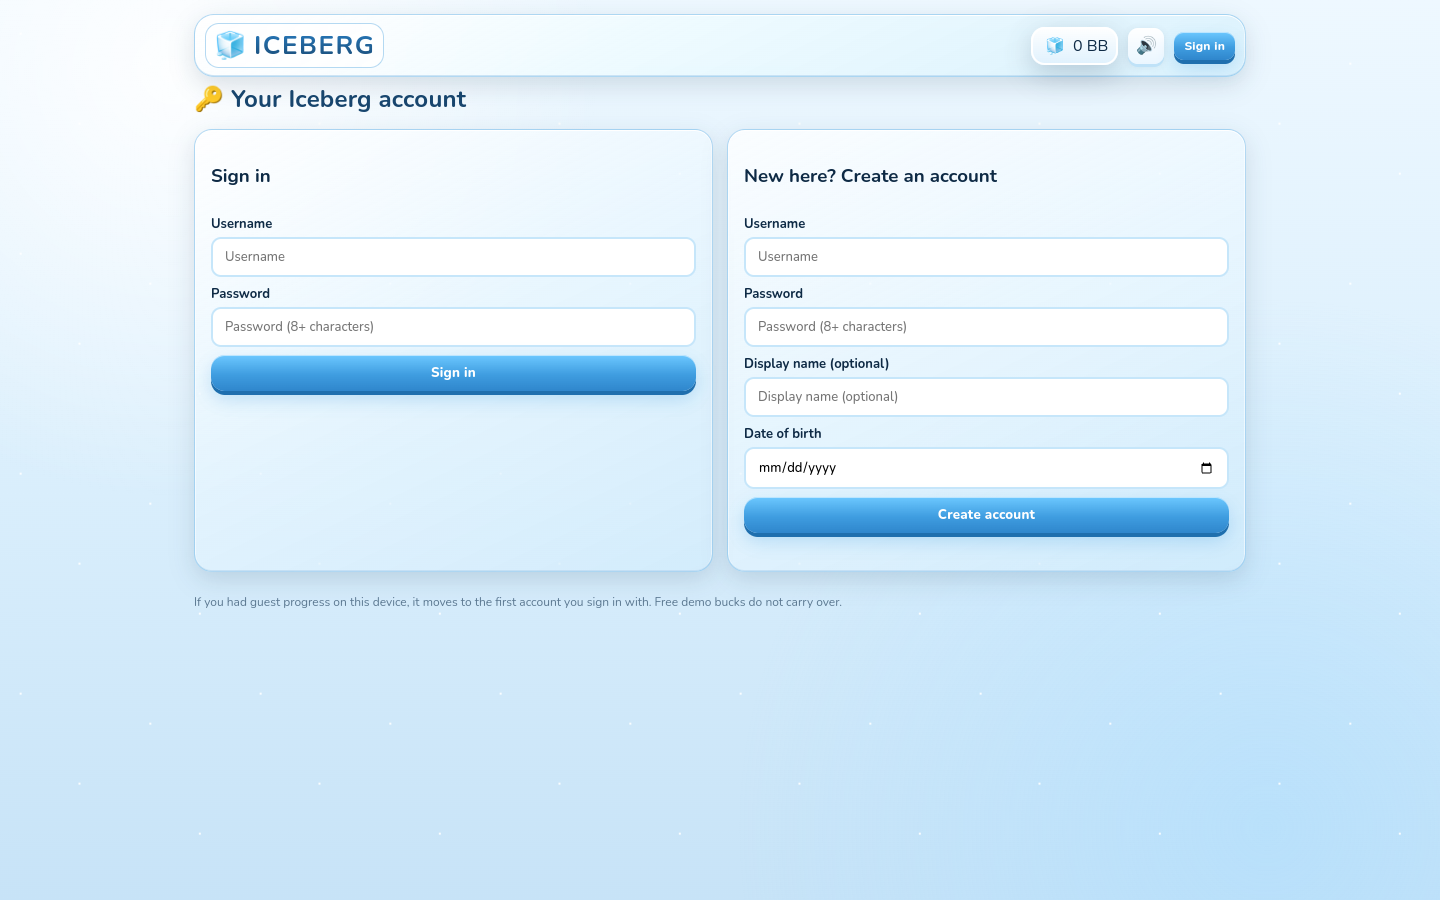 ICEBERG
0 BB
Sign in
Your Iceberg account
Sign in
Username
Username
Password
Password (8+ characters)
Sign in
New here? Create an account
Username
Username
Password
Password (8+ characters)
Display name (optional)
Display name (optional)
Date of birth
mm/dd/yyyy
Create account
If you had guest progress on this device, it moves to the first account you sign in with. Free demo bucks do not carry over.